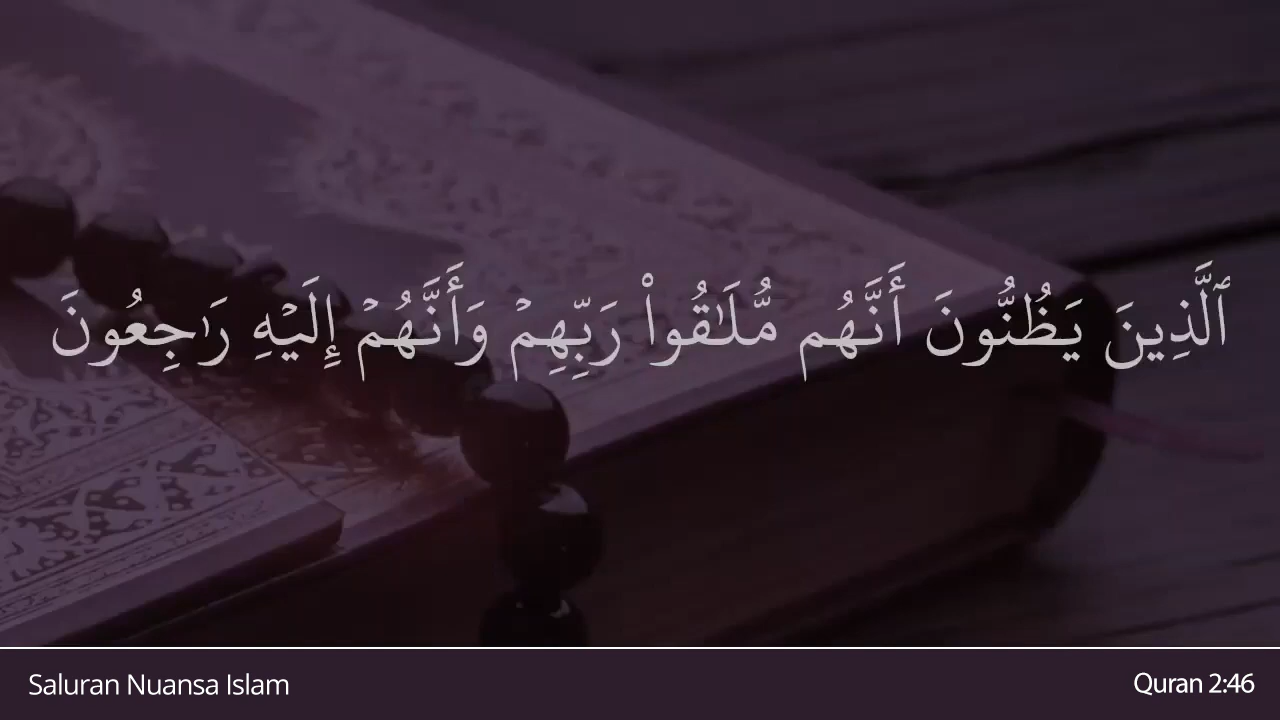 ٱلَّذِينَ يَظُنُّونَ أَنَّهُم مُّلَـٰقُوا۟ رَبِّهِمْ وَأَنَّهُمْ إِلَيْهِ رَٰجِعُونَ
Saluran Nuansa Islam
Quran 2:46